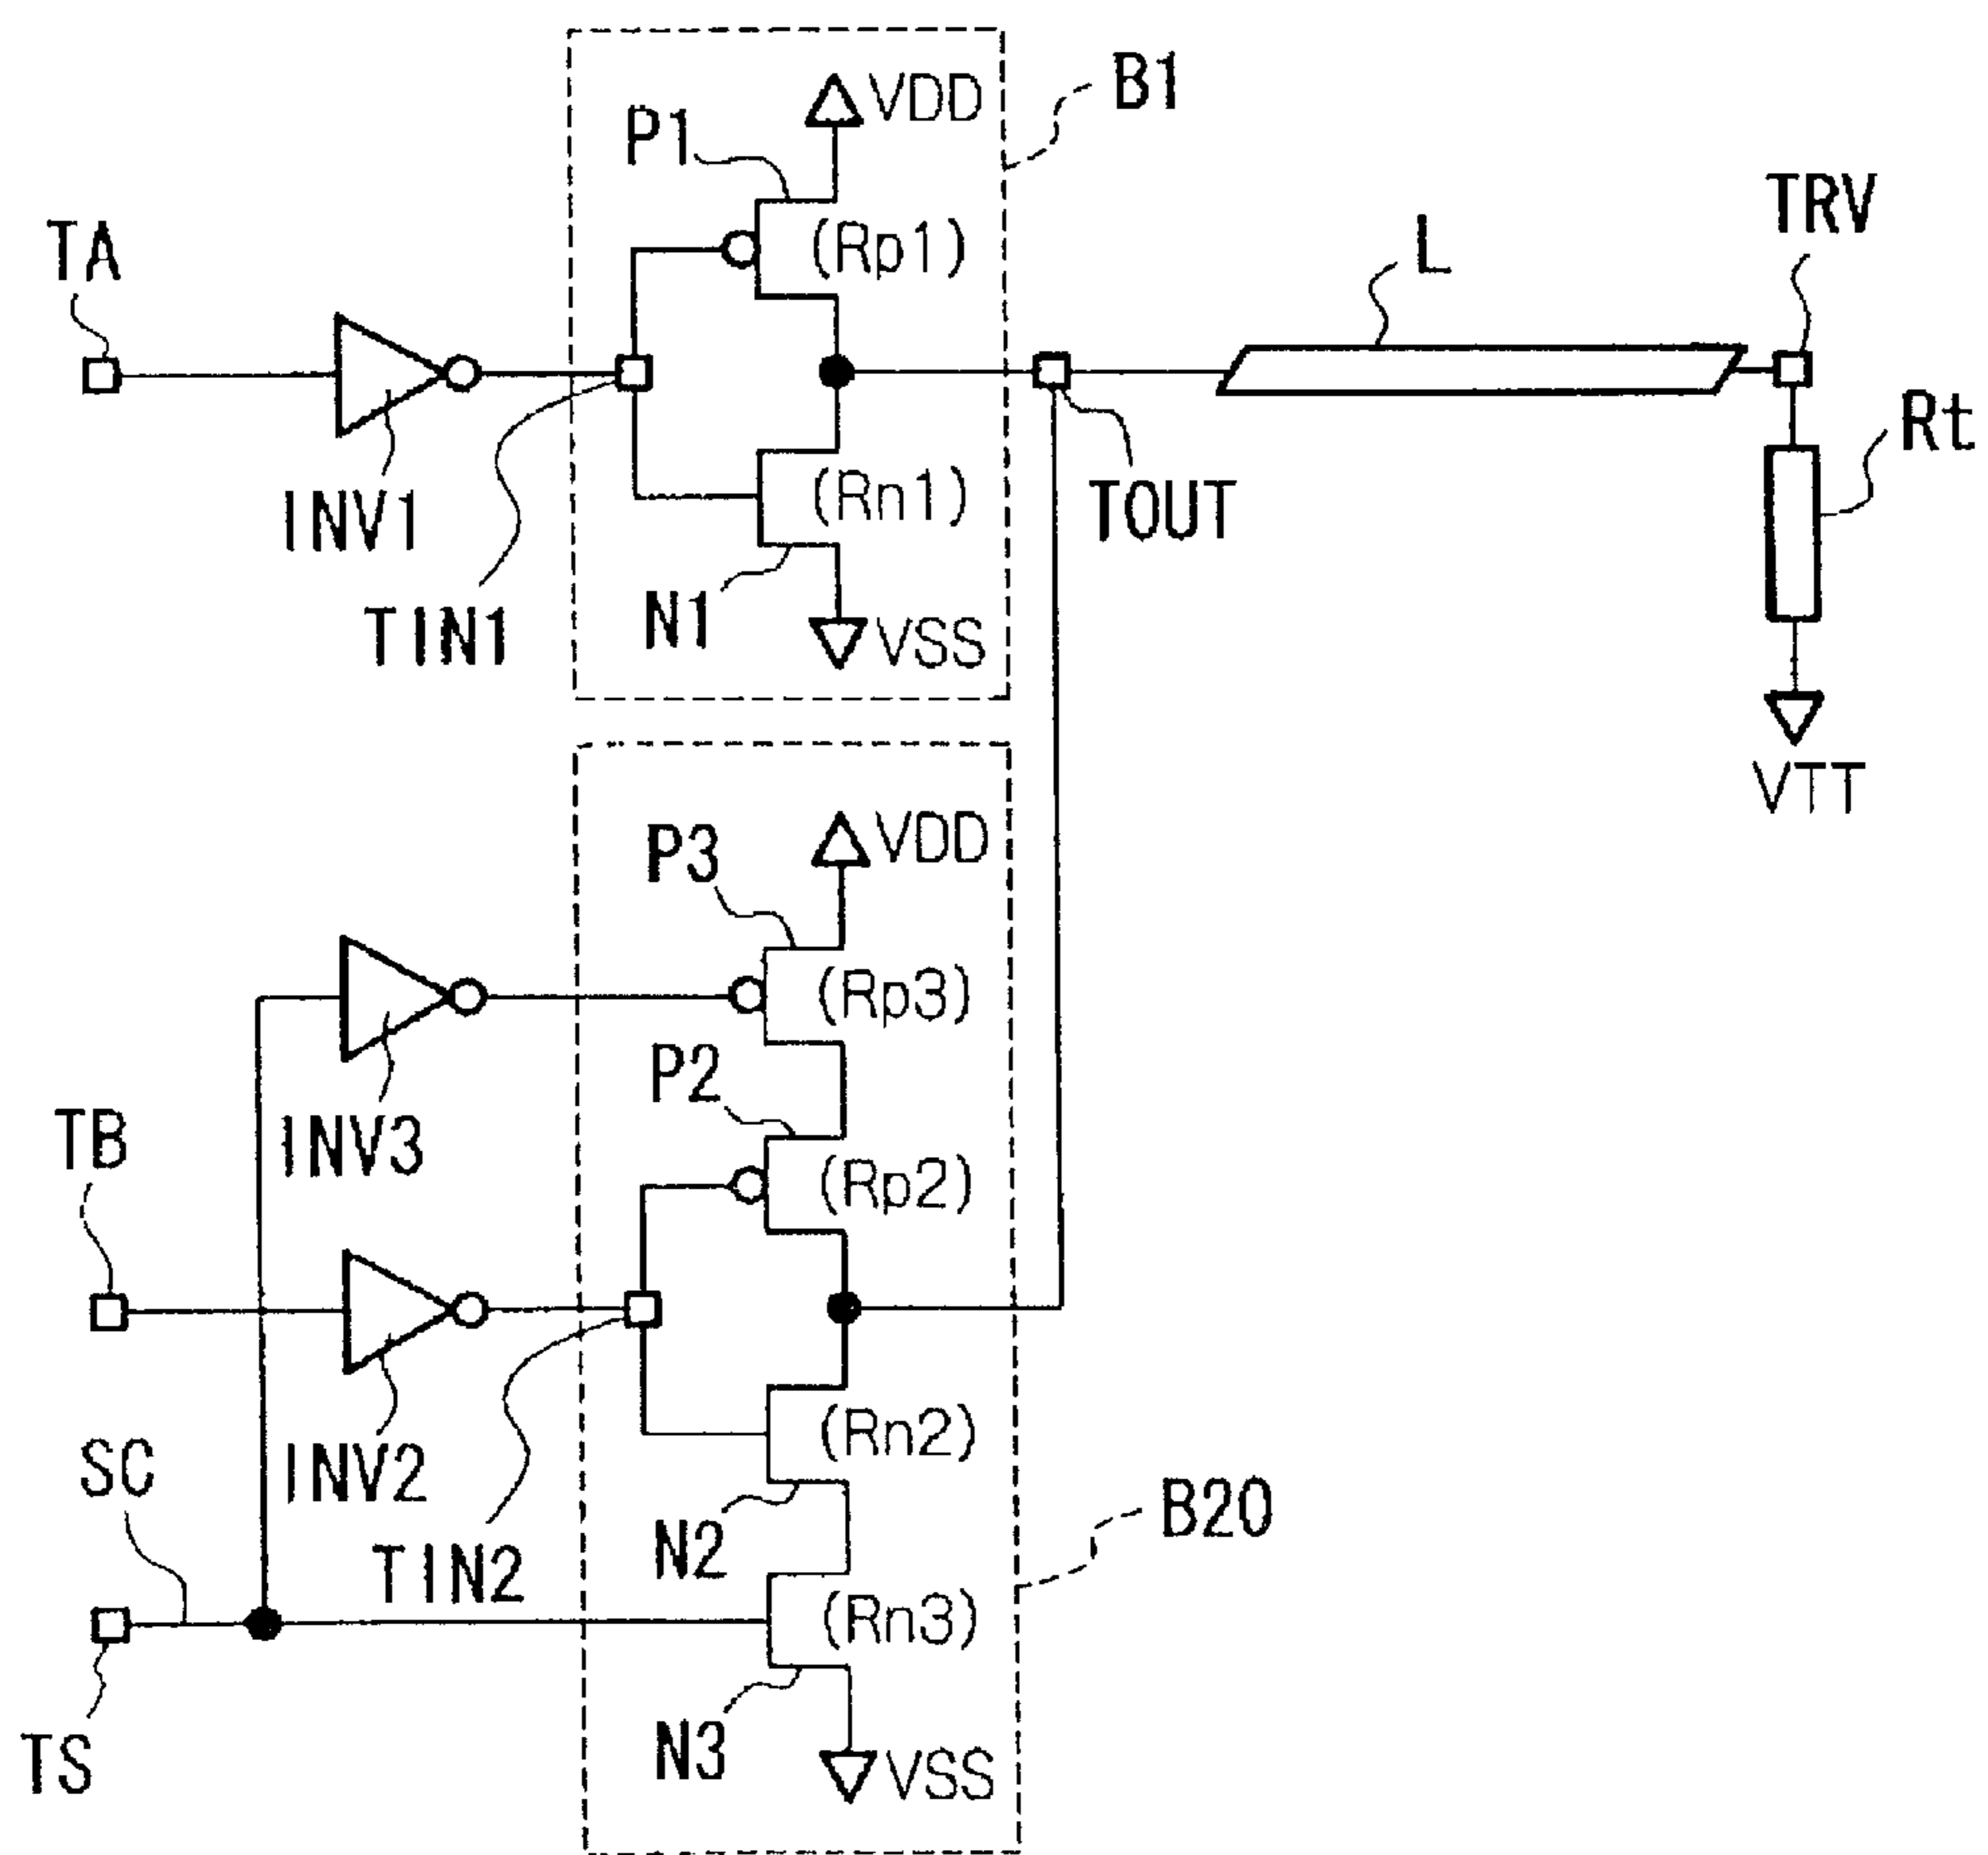 B1
VDD
P1
TRV
L
TA
(Rp1)
Rt
(Rn1)
TOUT
INV1
TIN1
N1
VSS
VTT
P3
VDD
(Rp3)
P2
TB
INV3
(Rp2)
(Rn2)
SC
INV2
B20
N2
TIN2
(Rn3)
TS
N3
VSS